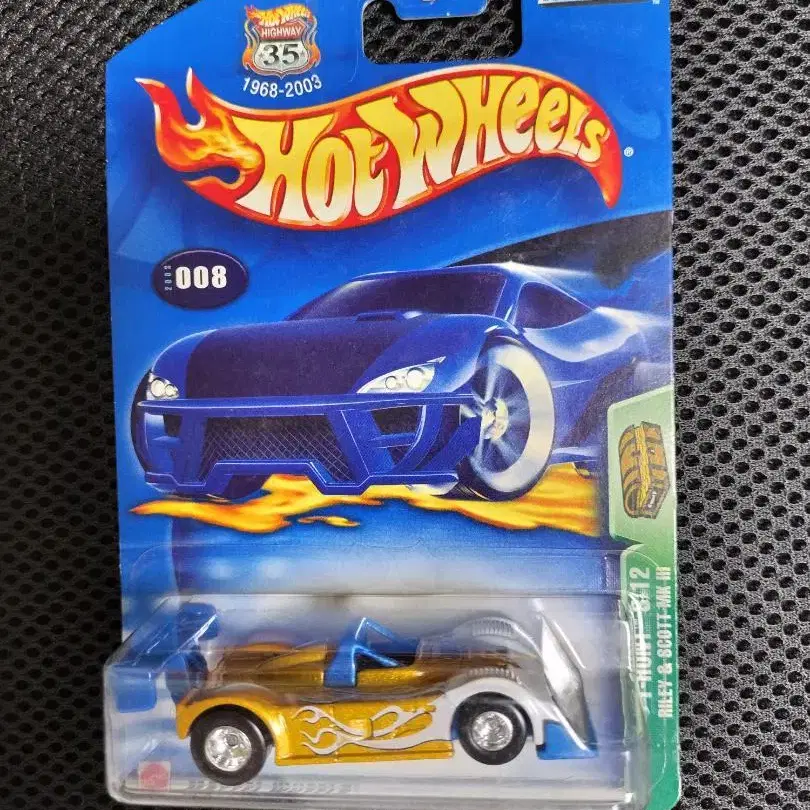 HOT WHEELS
HIGHWAY
35
1968-2003
HOT WHEELS
®
2003
008
RILEY & SCOTT MK III